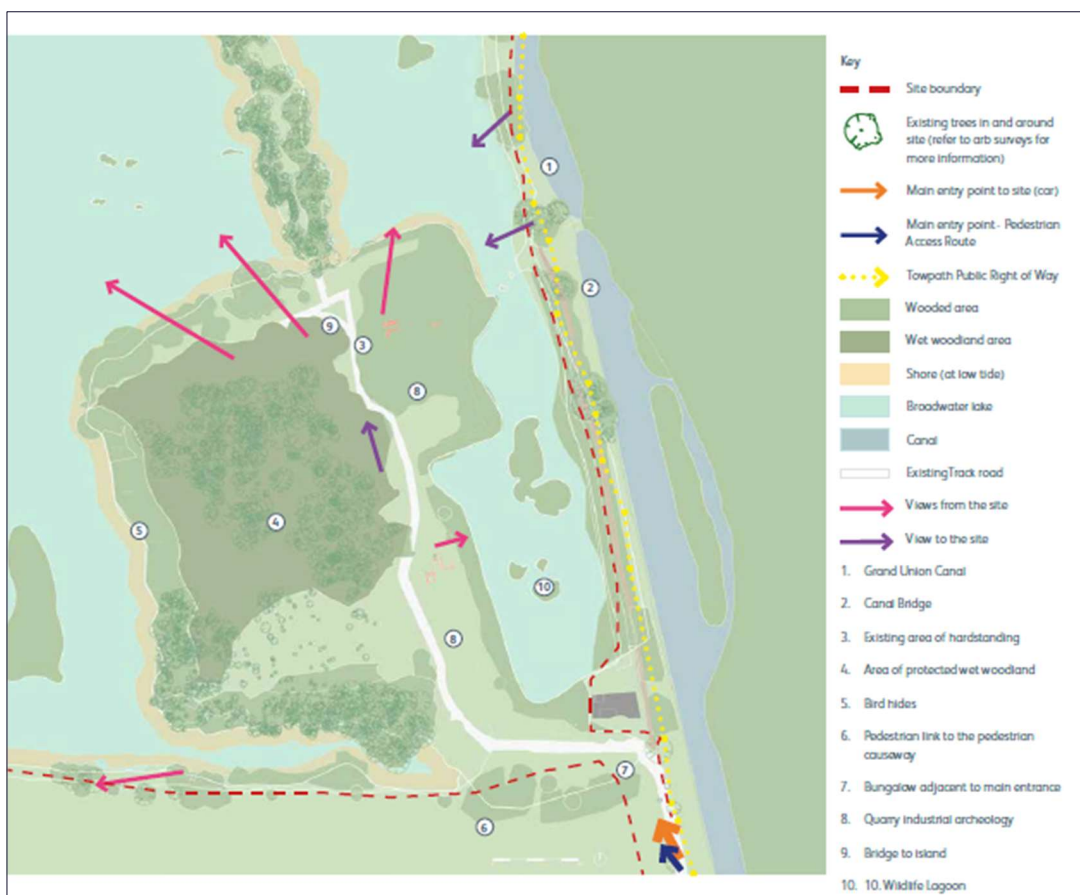 Key
Site boundary
Existing trees in and around
site (refer to arb surveys for
more information)
Main entry point to site (car)
Main entry point - Pedestrian
Access Route
Towpath Public Right of Way
Wooded area
Wet woodland area
Shore (at low tide)
Broadwater lake
Canal
ExistingTrack road
Views from the site
View to the site
1. Grand Union Canal
2. Canal Bridge
3. Existing area of hardstanding
4. Area of protected wet woodland
5. Bird hides
6. Pedestrian link to the pedestrian
causeway
7. Bungalow adjacent to main entrance
8. Quarry industrial archeology
9. Bridge to island
10. 10. Wildlife Lagoon
1
2
9
3
8
5
4
10
8
7
6